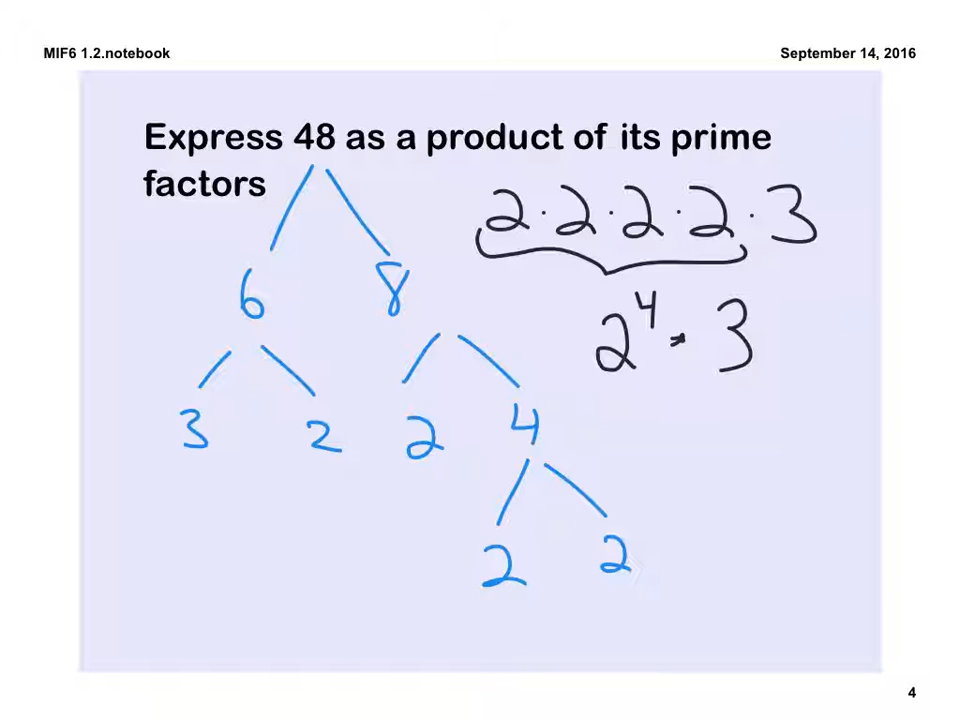 MIF6 1.2.notebook September 14, 2016
Express 48 as a product of its prime
factors
2 · 2 · 2 · 2 · 3
6 8
2⁴ · 3
3 2 2 4
2 2
4